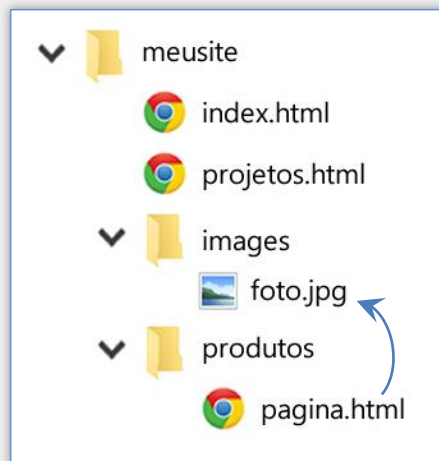 meusite
index.html
projetos.html
images
foto.jpg
produtos
pagina.html